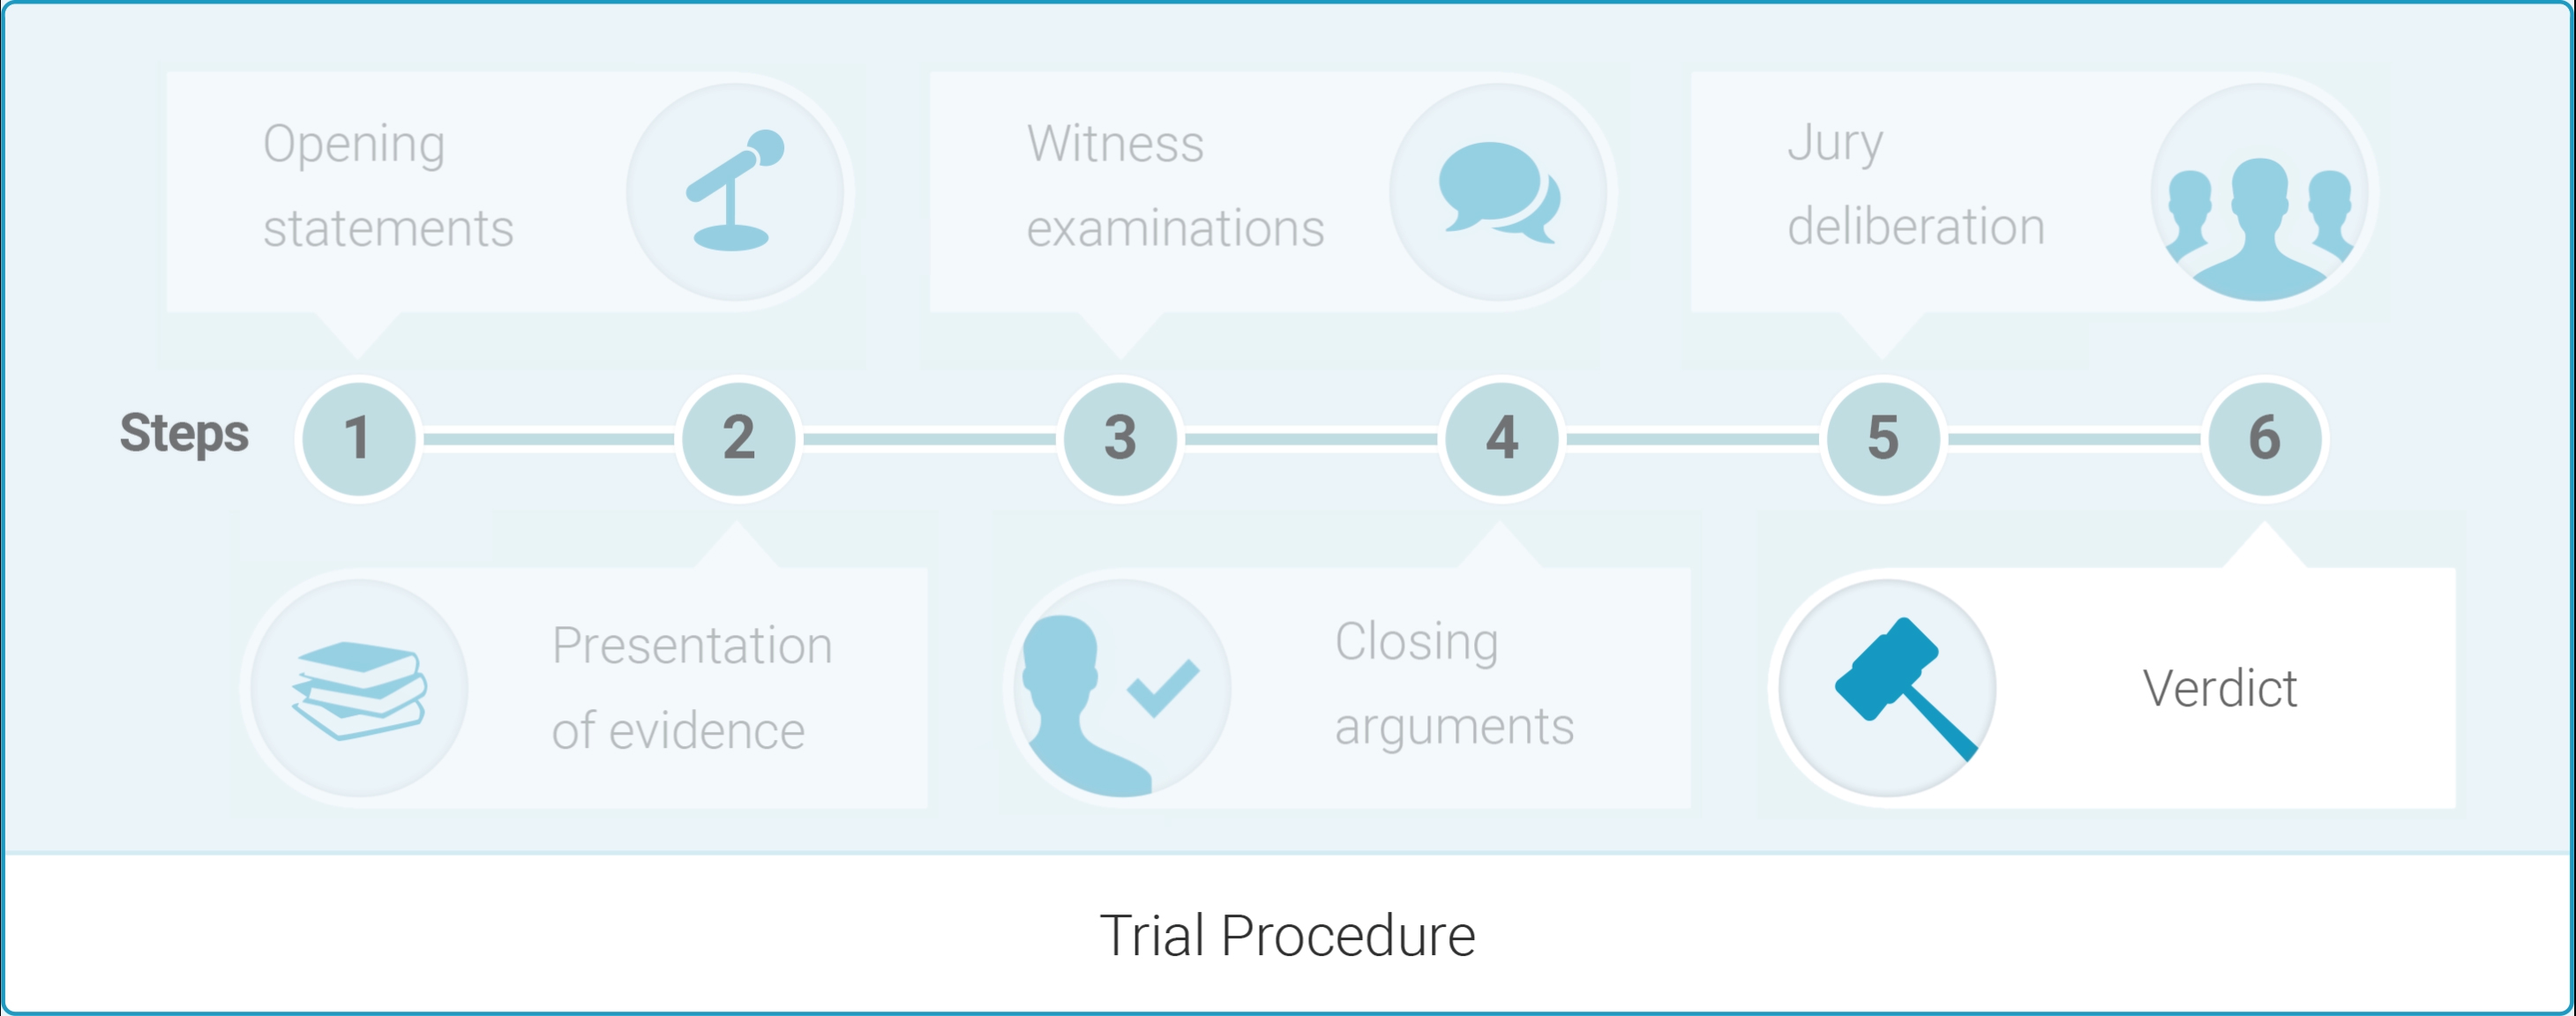 Opening
statements
Witness
examinations
Jury
deliberation
Steps 1 2 3 4 5 6
Presentation
of evidence
Closing
arguments
Verdict
Trial Procedure